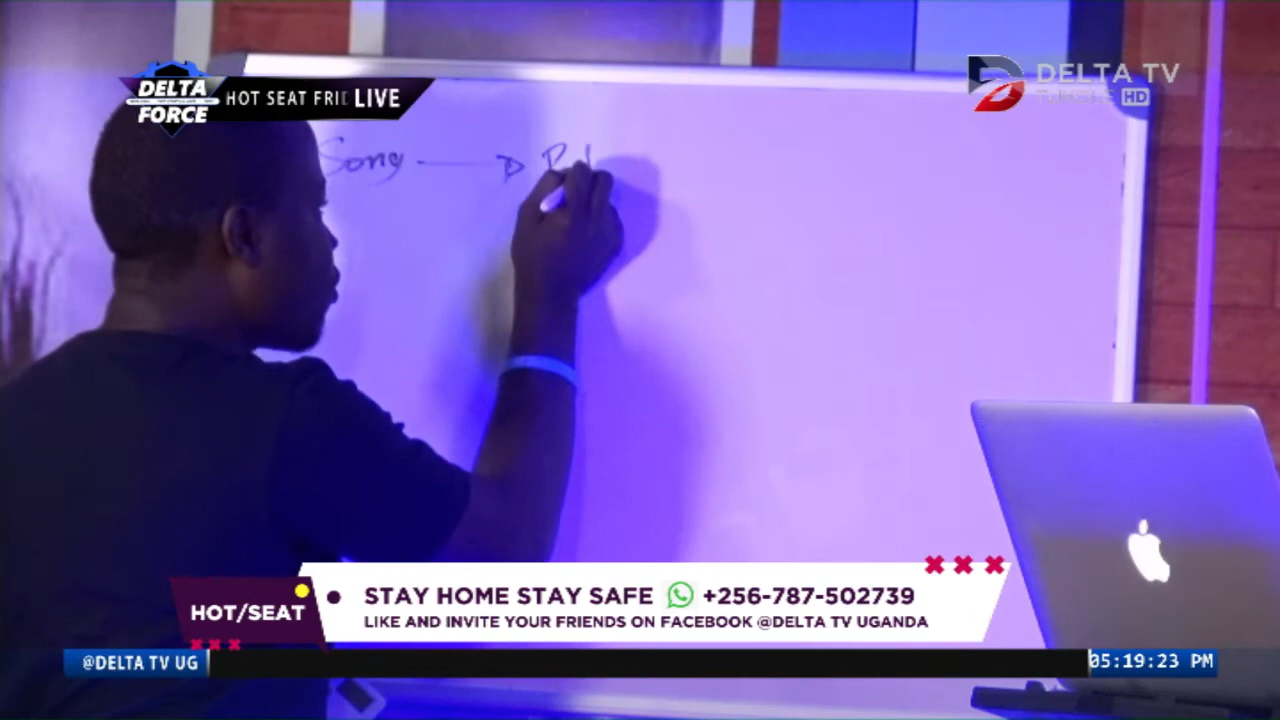 DELTA
FORCE
HOT SEAT FRI
LIVE
DELTA TV
HD
Song
HOT/SEAT
STAY HOME STAY SAFE +256-787-502739
LIKE AND INVITE YOUR FRIENDS ON FACEBOOK @DELTA TV UGANDA
@DELTA TV UG
05:19:23 PM